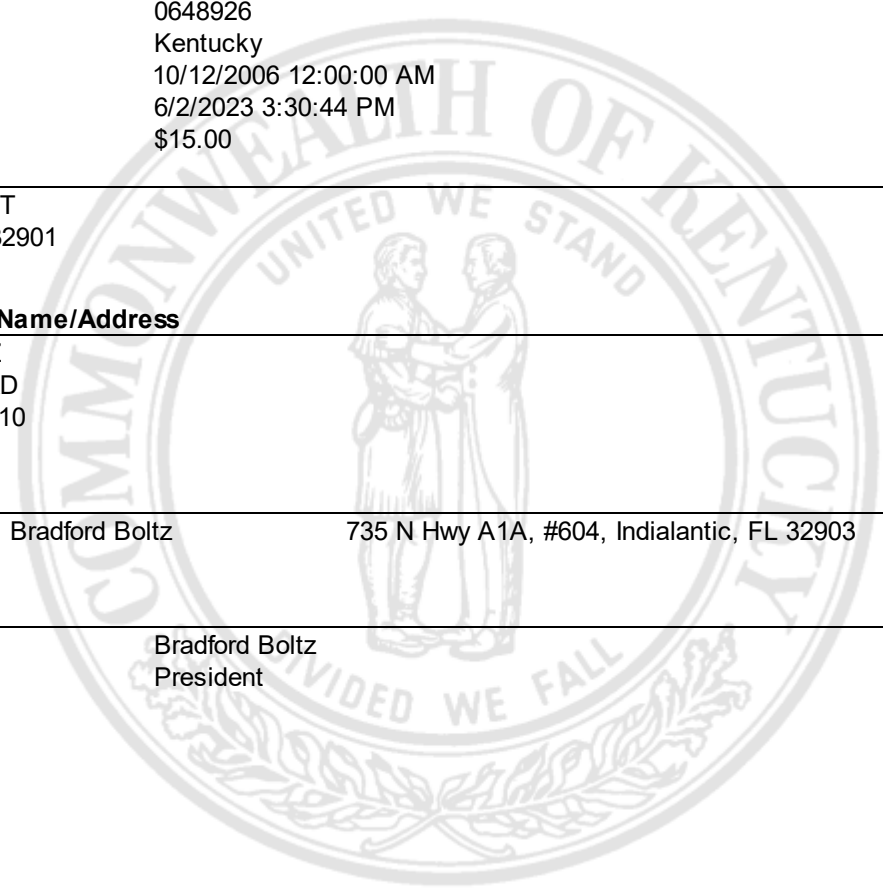 0648926
Kentucky
10/12/2006 12:00:00 AM
6/2/2023 3:30:44 PM
$15.00
T
32901
Name/Address
D
10
Bradford Boltz 735 N Hwy A1A, #604, Indialantic, FL 32903
Bradford Boltz
President
COMMONWEALTH OF KENTUCKY
UNITED WE STAND
DIVIDED WE FALL